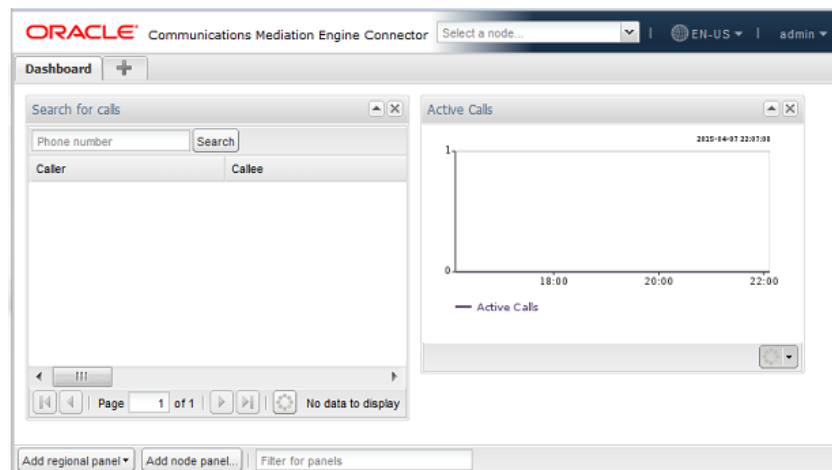 ORACLE® Communications Mediation Engine Connector Select a node... EN-US admin
Dashboard
Search for calls
Phone number Search
Caller Callee
Page 1 of 1 No data to display
Active Calls
2015-04-07 22:07:08
1
0
18:00 20:00 22:00
Active Calls
Add regional panel Add node panel... Filter for panels